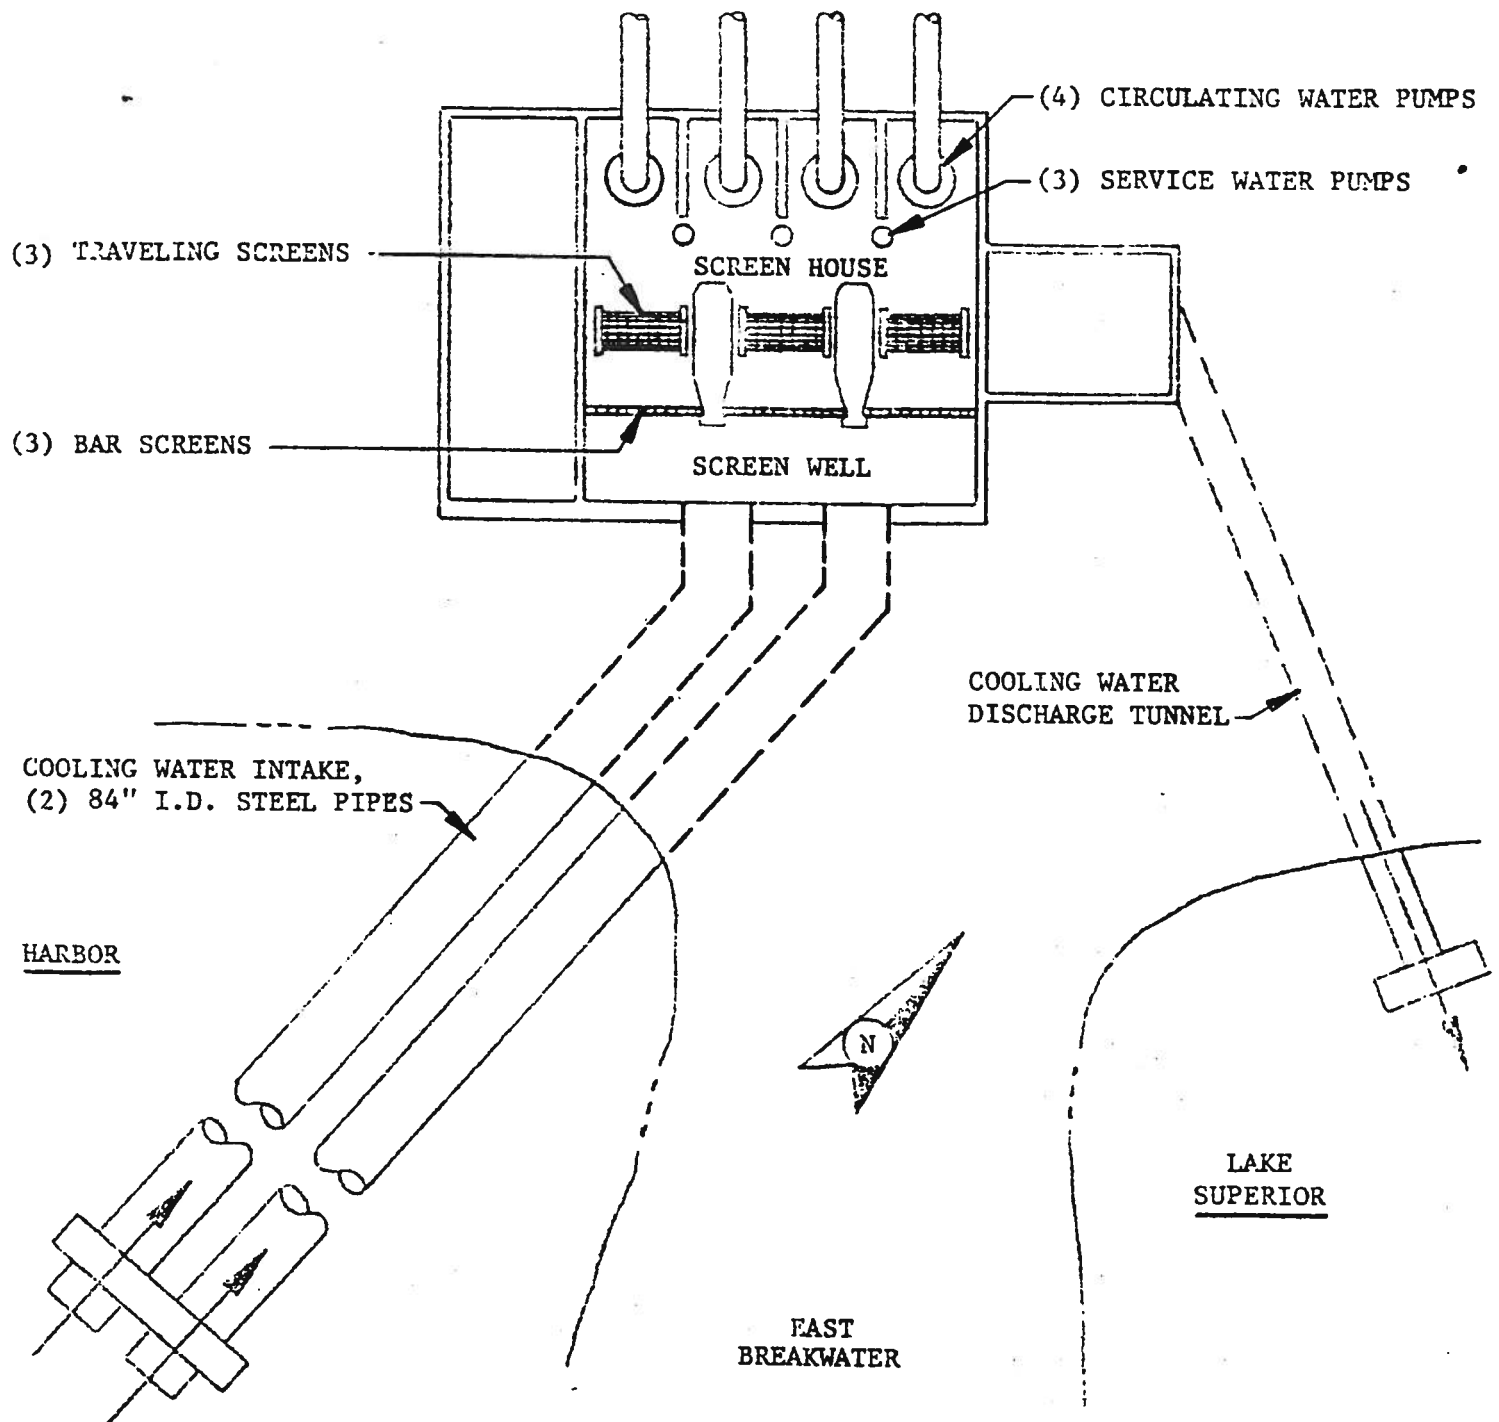 (4) CIRCULATING WATER PUMPS
(3) SERVICE WATER PUMPS
(3) TRAVELING SCREENS
SCREEN HOUSE
(3) BAR SCREENS
SCREEN WELL
COOLING WATER
DISCHARGE TUNNEL
COOLING WATER INTAKE,
(2) 84" I.D. STEEL PIPES
HARBOR
N
LAKE
SUPERIOR
EAST
BREAKWATER